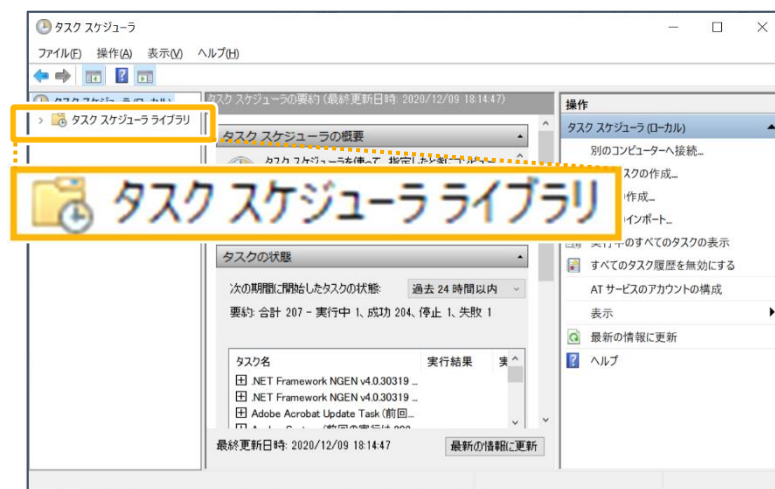 タスク スケジューラ
ファイル(F) 操作(A) 表示(V) ヘルプ(H)
タスク スケジューラの要約 (最終更新日時: 2020/12/09 18:14:47)
タスク スケジューラ ライブラリ
タスク スケジューラの概要
タスク スケジューラ ライブラリ
タスクの状態
次の期間に開始したタスクの状態: 過去 24 時間以内
要約: 合計 207 - 実行中 1、成功 204、停止 1、失敗 1
タスク名 実行結果
.NET Framework NGEN v4.0.30319 ...
.NET Framework NGEN v4.0.30319 ...
Adobe Acrobat Update Task (前回...
最終更新日時: 2020/12/09 18:14:47 最新の情報に更新
操作
タスク スケジューラ (ローカル)
別のコンピューターへ接続...
スクの作成...
作成...
インポート...
実行中のすべてのタスクの表示
すべてのタスク履歴を無効にする
AT サービスのアカウントの構成
表示
最新の情報に更新
ヘルプ